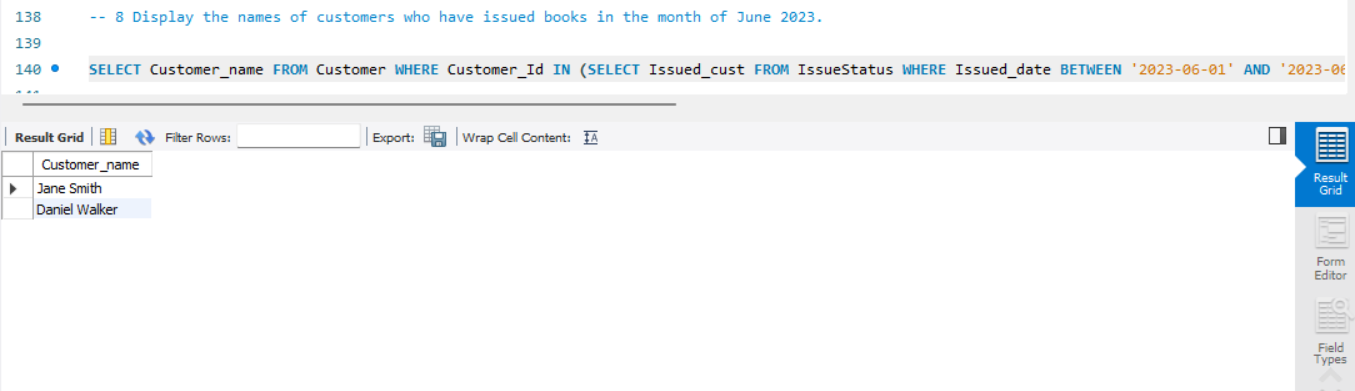 138 -- 8 Display the names of customers who have issued books in the month of June 2023.
139
140 SELECT Customer_name FROM Customer WHERE Customer_Id IN (SELECT Issued_cust FROM IssueStatus WHERE Issued_date BETWEEN '2023-06-01' AND '2023-06
Result Grid Filter Rows: Export: Wrap Cell Content:
Customer_name
Jane Smith
Daniel Walker
Result
Grid
Form
Editor
Field
Types